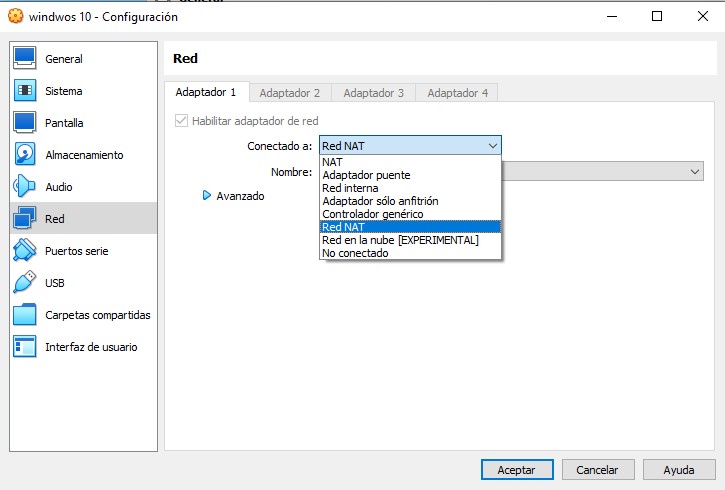 windwos 10 - Configuración
General
Sistema
Pantalla
Almacenamiento
Audio
Red
Puertos serie
USB
Carpetas compartidas
Interfaz de usuario
Red
Adaptador 1 Adaptador 2 Adaptador 3 Adaptador 4
Habilitar adaptador de red
Conectado a: Red NAT
Nombre:
Avanzado
NAT
Adaptador puente
Red interna
Adaptador sólo anfitrión
Controlador genérico
Red NAT
Red en la nube [EXPERIMENTAL]
No conectado
Aceptar Cancelar Ayuda